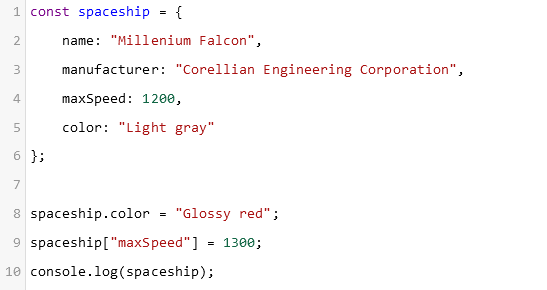 1 const spaceship = {
2     name: "Millenium Falcon",
3     manufacturer: "Corellian Engineering Corporation",
4     maxSpeed: 1200,
5     color: "Light gray"
6 };
7
8 spaceship.color = "Glossy red";
9 spaceship["maxSpeed"] = 1300;
10 console.log(spaceship);